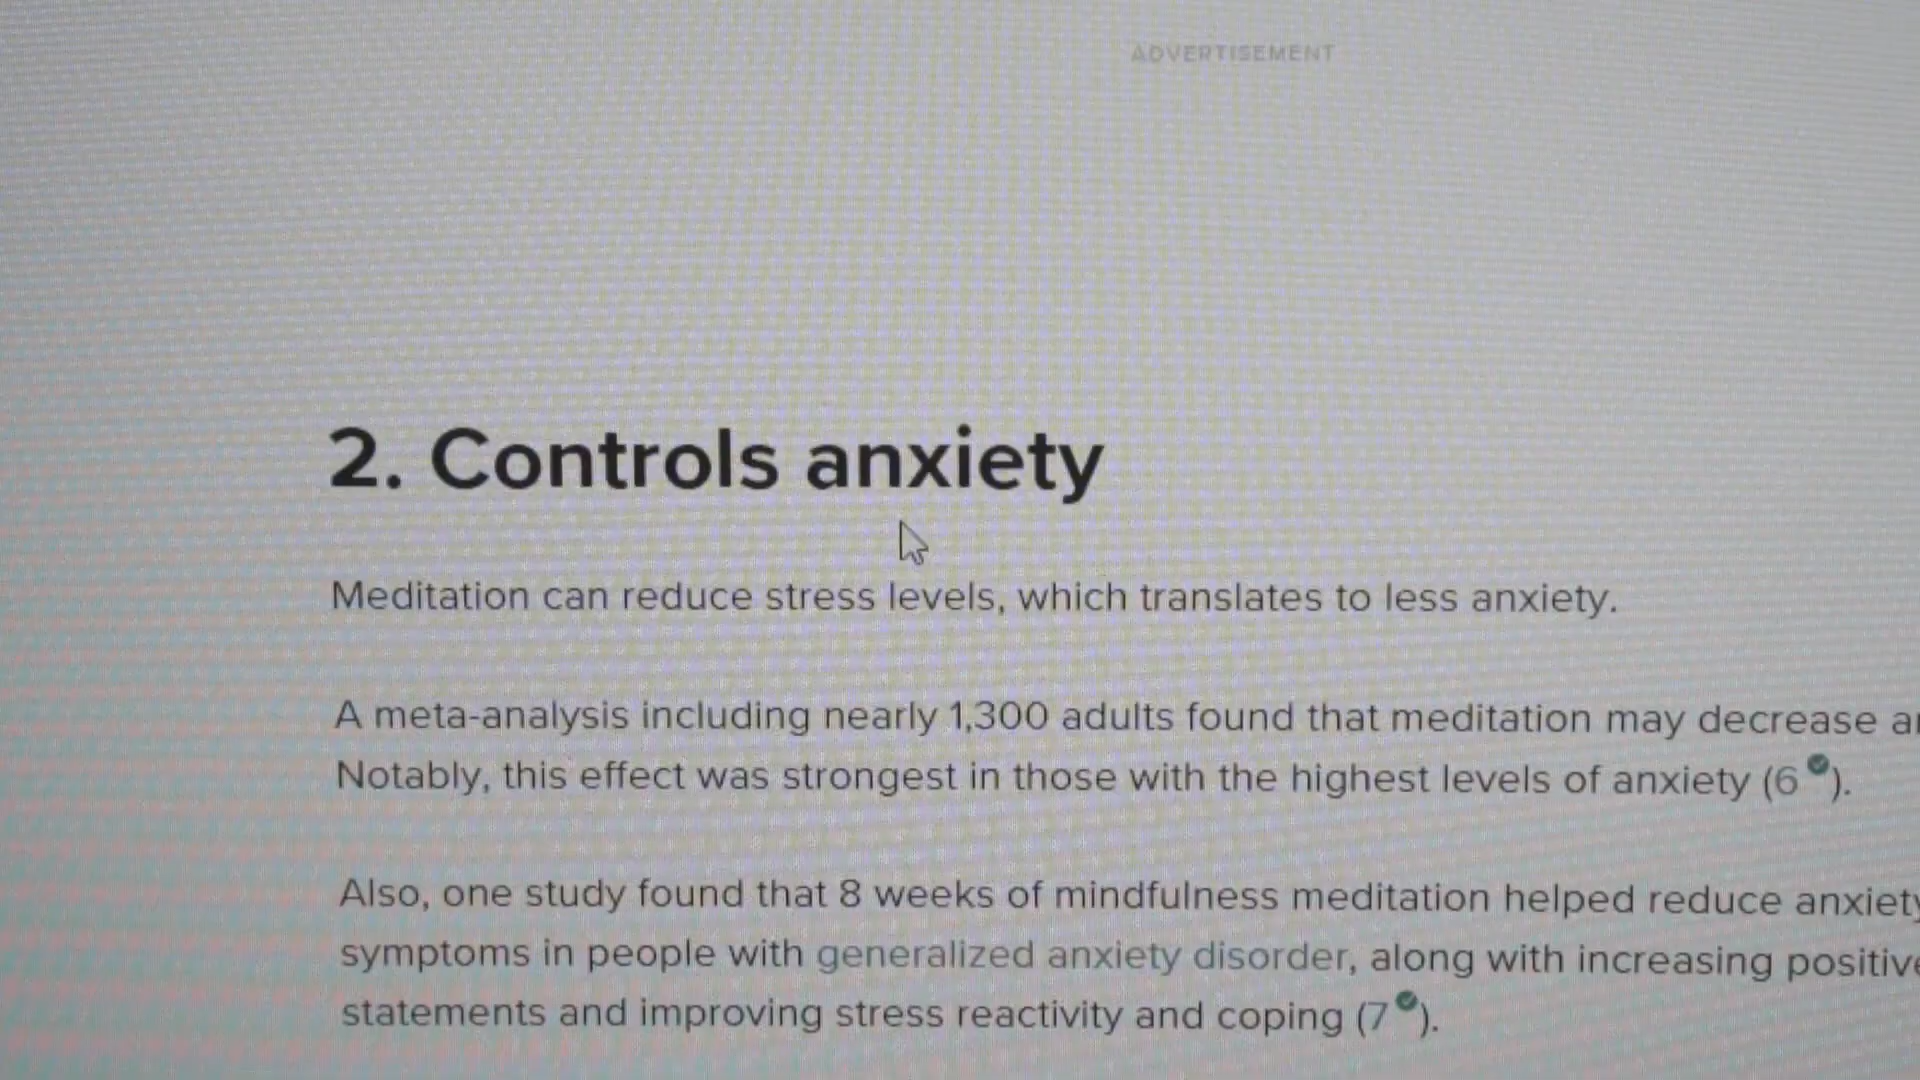 ADVERTISEMENT
2. Controls anxiety
Meditation can reduce stress levels, which translates to less anxiety.
A meta-analysis including nearly 1,300 adults found that meditation may decrease
Notably, this effect was strongest in those with the highest levels of anxiety (6).
Also, one study found that 8 weeks of mindfulness meditation helped reduce anxiety
symptoms in people with generalized anxiety disorder, along with increasing positive
statements and improving stress reactivity and coping (7).